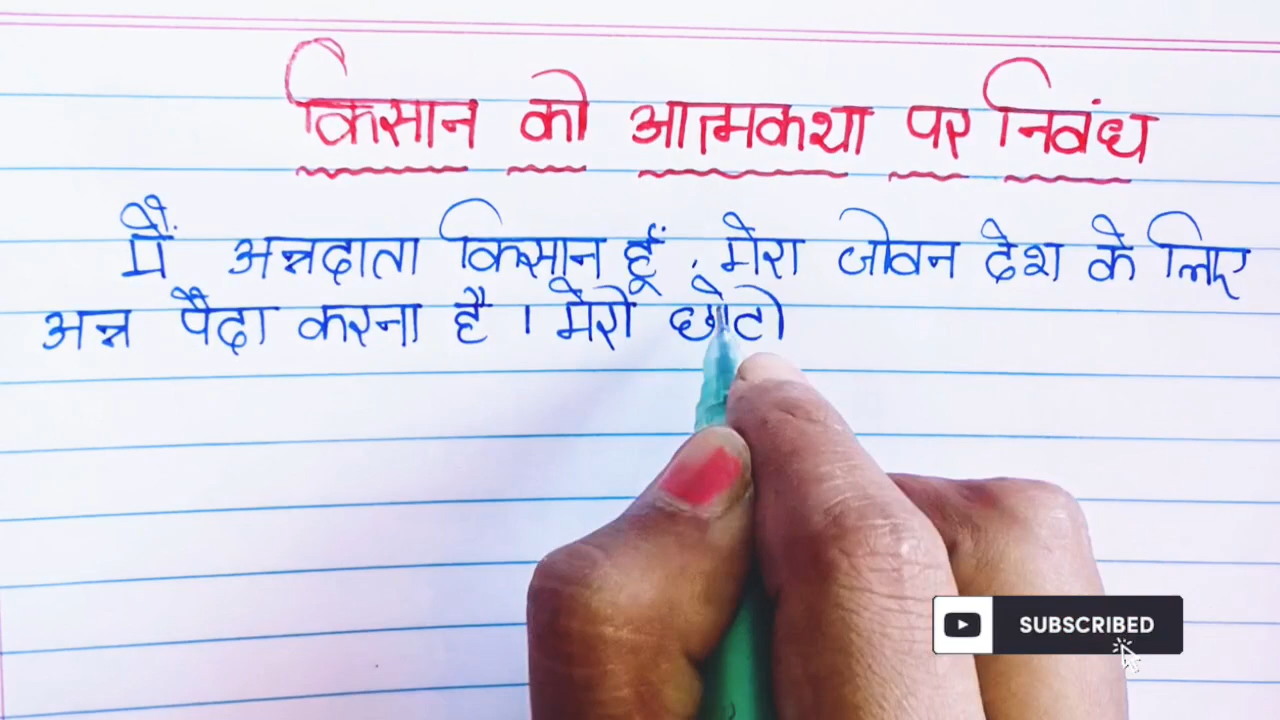 किसान की आत्मकथा पर निबंध
मैं अन्नदाता किसान हूँ, मेरा जीवन देश के लिए
अन्न पैदा करना है । मेरी छोटी
SUBSCRIBED